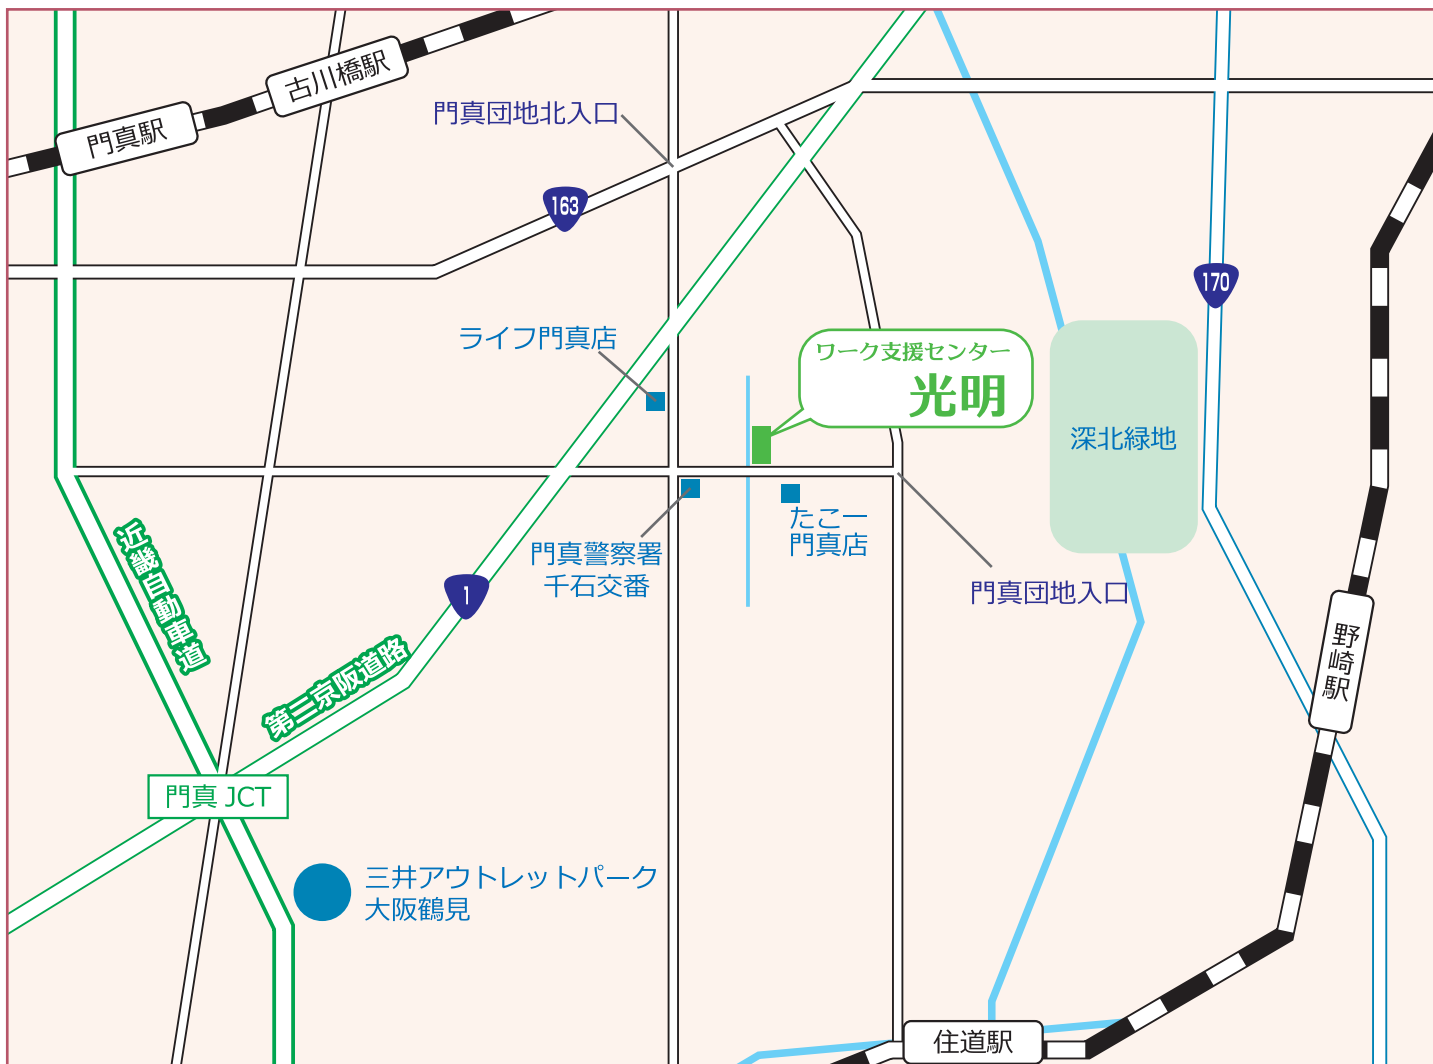 古川橋駅
門真駅
門真団地北入口
163
170
ライフ門真店
ワーク支援センター
光明
深北緑地
たこ一
門真店
門真警察署
千石交番
門真団地入口
近畿自動車道
1
第二京阪道路
野崎駅
門真 JCT
三井アウトレットパーク
大阪鶴見
住道駅